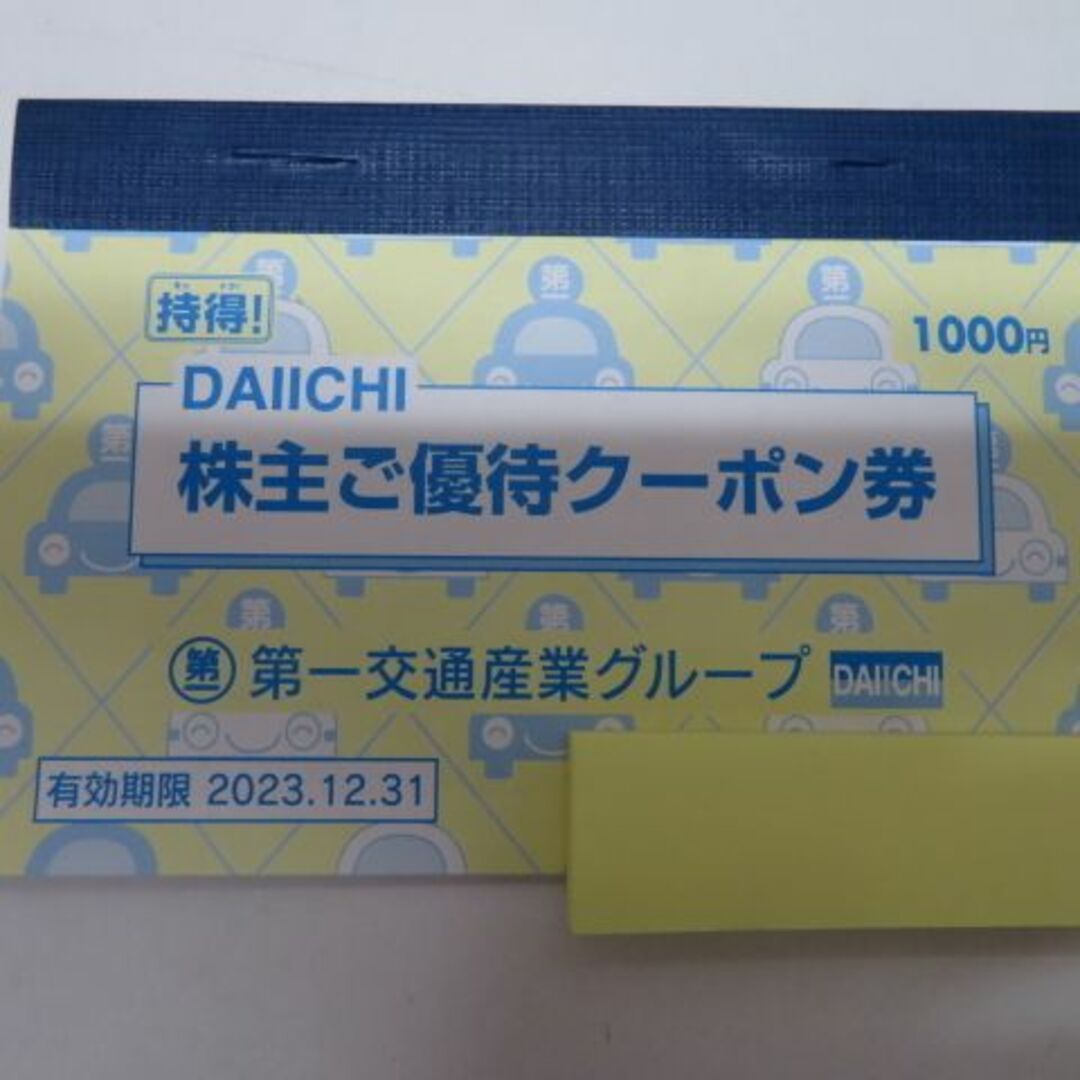 持得!
1000円
DAIICHI
株主ご優待クーポン券
第一 第一交通産業グループ DAIICHI
有効期限 2023.12.31